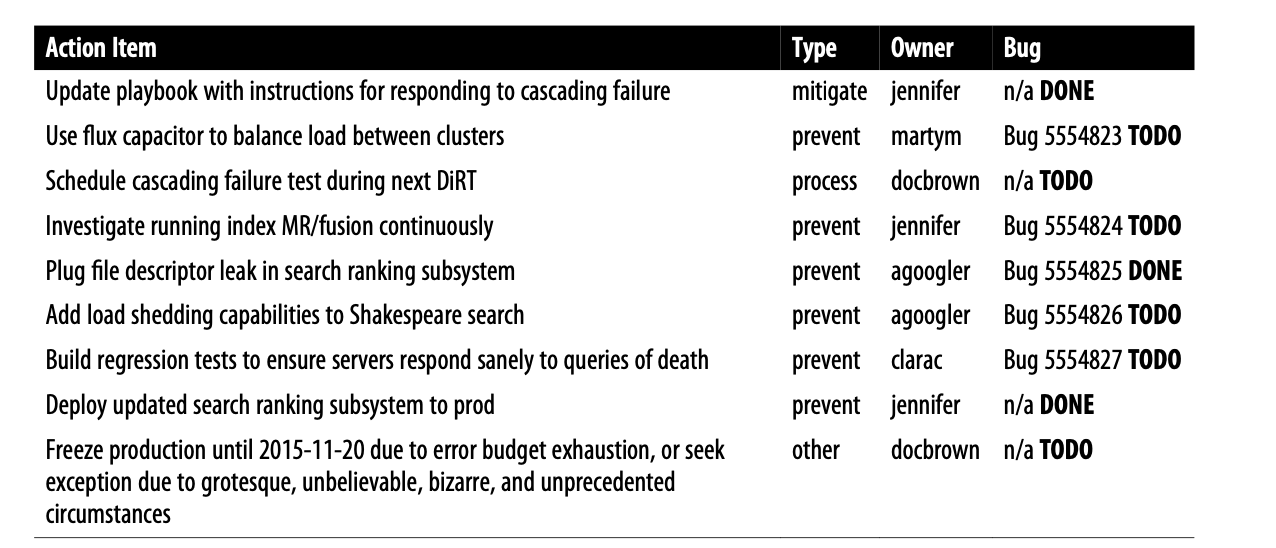 Action Item Type Owner Bug
Update playbook with instructions for responding to cascading failure mitigate jennifer n/a DONE
Use flux capacitor to balance load between clusters prevent martym Bug 5554823 TODO
Schedule cascading failure test during next DiRT process docbrown n/a TODO
Investigate running index MR/fusion continuously prevent jennifer Bug 5554824 TODO
Plug file descriptor leak in search ranking subsystem prevent agoogler Bug 5554825 DONE
Add load shedding capabilities to Shakespeare search prevent agoogler Bug 5554826 TODO
Build regression tests to ensure servers respond sanely to queries of death prevent clarac Bug 5554827 TODO
Deploy updated search ranking subsystem to prod prevent jennifer n/a DONE
Freeze production until 2015-11-20 due to error budget exhaustion, or seek other docbrown n/a TODO
exception due to grotesque, unbelievable, bizarre, and unprecedented
circumstances